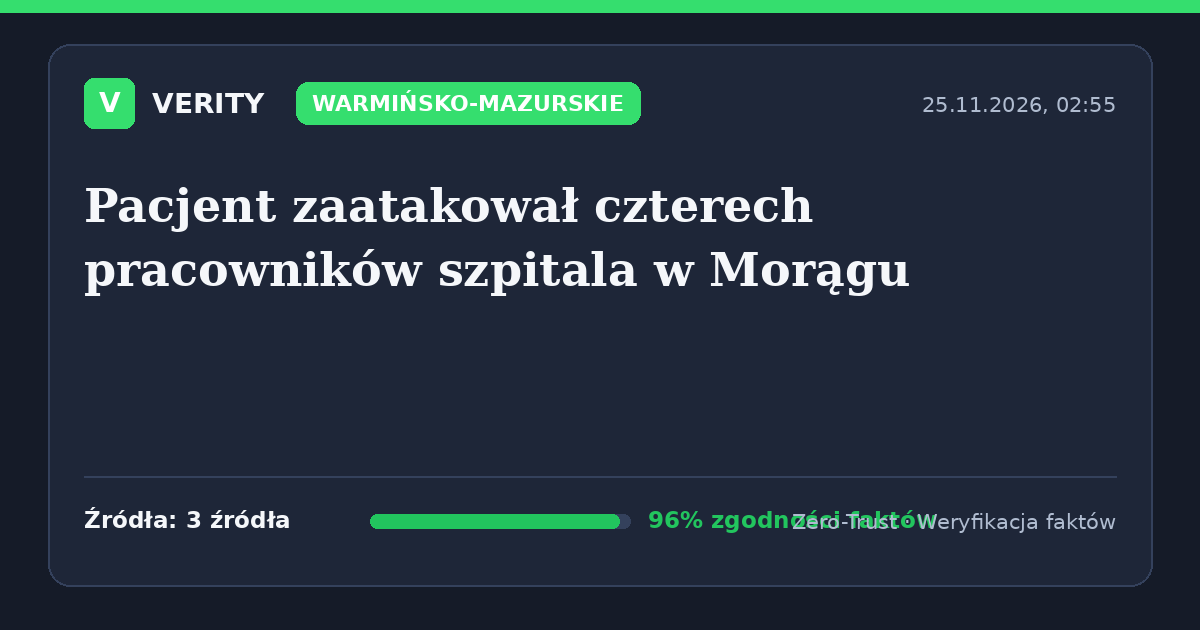 V VERITY WARMIŃSKO-MAZURSKIE 25.11.2026, 02:55
Pacjent zaatakował czterech
pracowników szpitala w Morągu
Źródła: 3 źródła 96% zgodności faktów Zero-Trust · Weryfikacja faktów